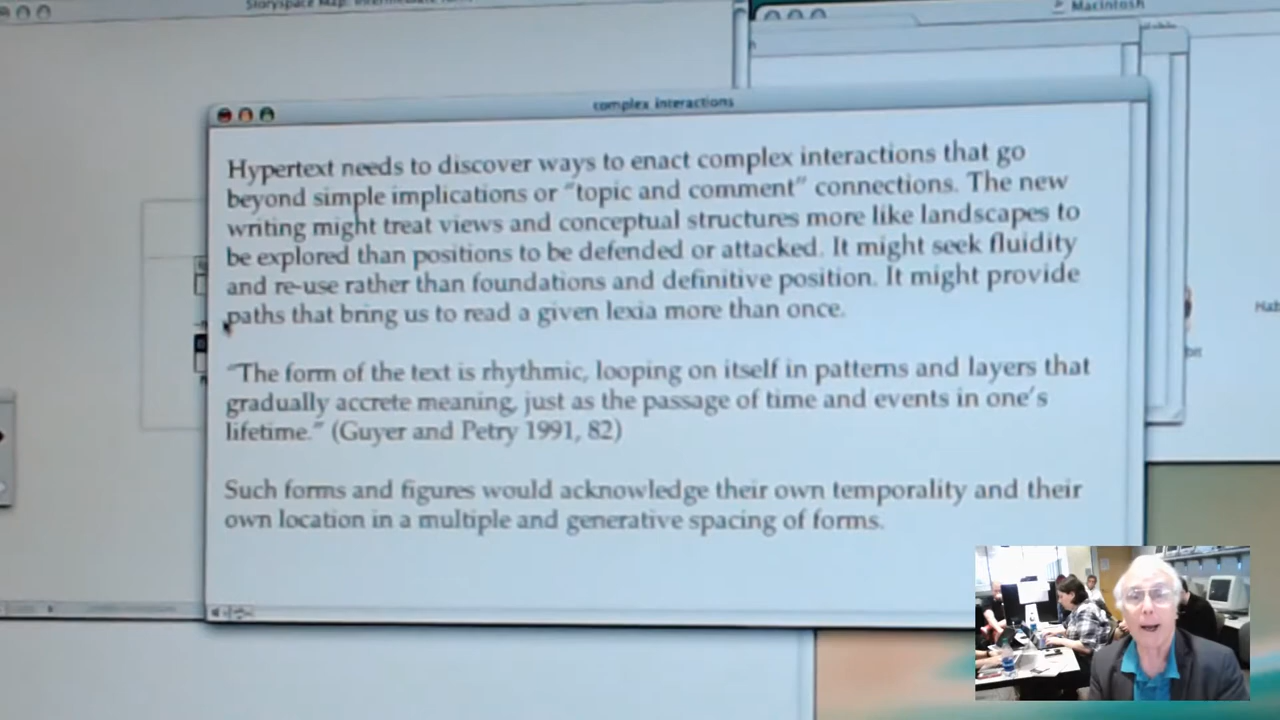 Storyspace Map:
Macintosh
complex interactions
Hypertext needs to discover ways to enact complex interactions that go
beyond simple implications or “topic and comment” connections. The new
writing might treat views and conceptual structures more like landscapes to
be explored than positions to be defended or attacked. It might seek fluidity
and re-use rather than foundations and definitive position. It might provide
paths that bring us to read a given lexia more than once.
“The form of the text is rhythmic, looping on itself in patterns and layers that
gradually accrete meaning, just as the passage of time and events in one’s
lifetime.” (Guyer and Petry 1991, 82)
Such forms and figures would acknowledge their own temporality and their
own location in a multiple and generative spacing of forms.